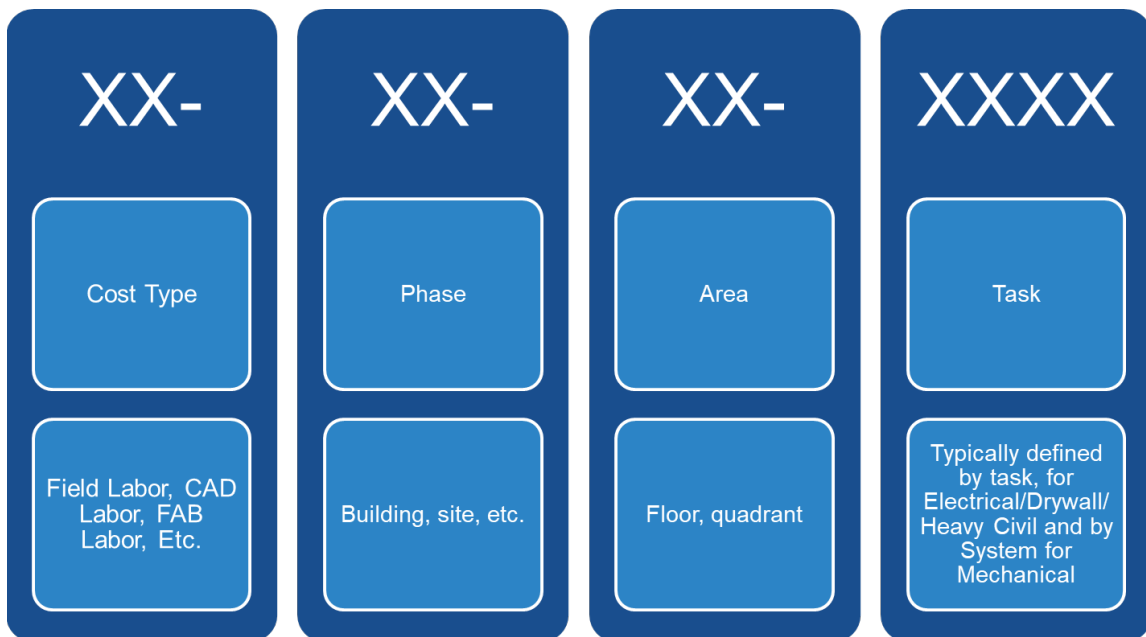 XX-
Cost Type
Field Labor, CAD
Labor, FAB
Labor, Etc.
XX-
Phase
Building, site, etc.
XX-
Area
Floor, quadrant
XXXX
Task
Typically defined
by task, for
Electrical/Drywall/
Heavy Civil and by
System for
Mechanical